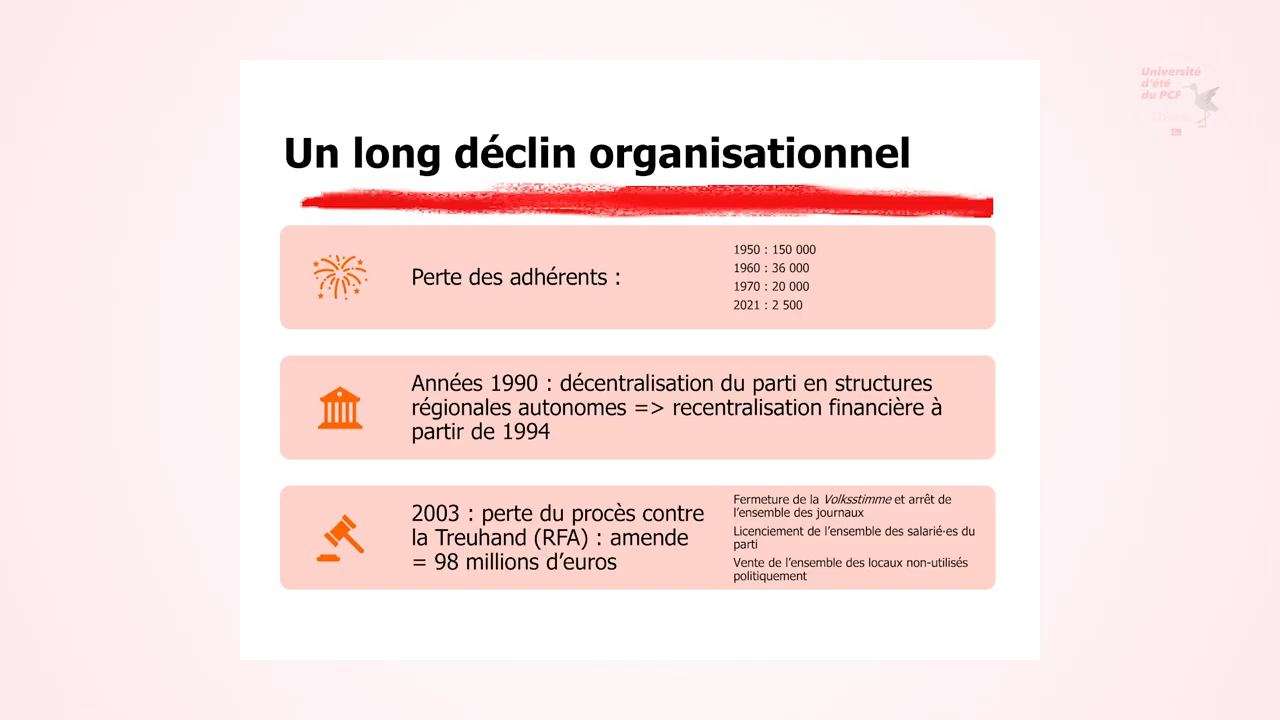 Université
d'été
du PCF
Un long déclin organisationnel
Perte des adhérents :
1950 : 150 000
1960 : 36 000
1970 : 20 000
2021 : 2 500
Années 1990 : décentralisation du parti en structures
régionales autonomes => recentralisation financière à
partir de 1994
2003 : perte du procès contre
la Treuhand (RFA) : amende
= 98 millions d’euros
Fermeture de la Volksstimme et arrêt de
l’ensemble des journaux
Licenciement de l’ensemble des salarié·es du
parti
Vente de l’ensemble des locaux non-utilisés
politiquement